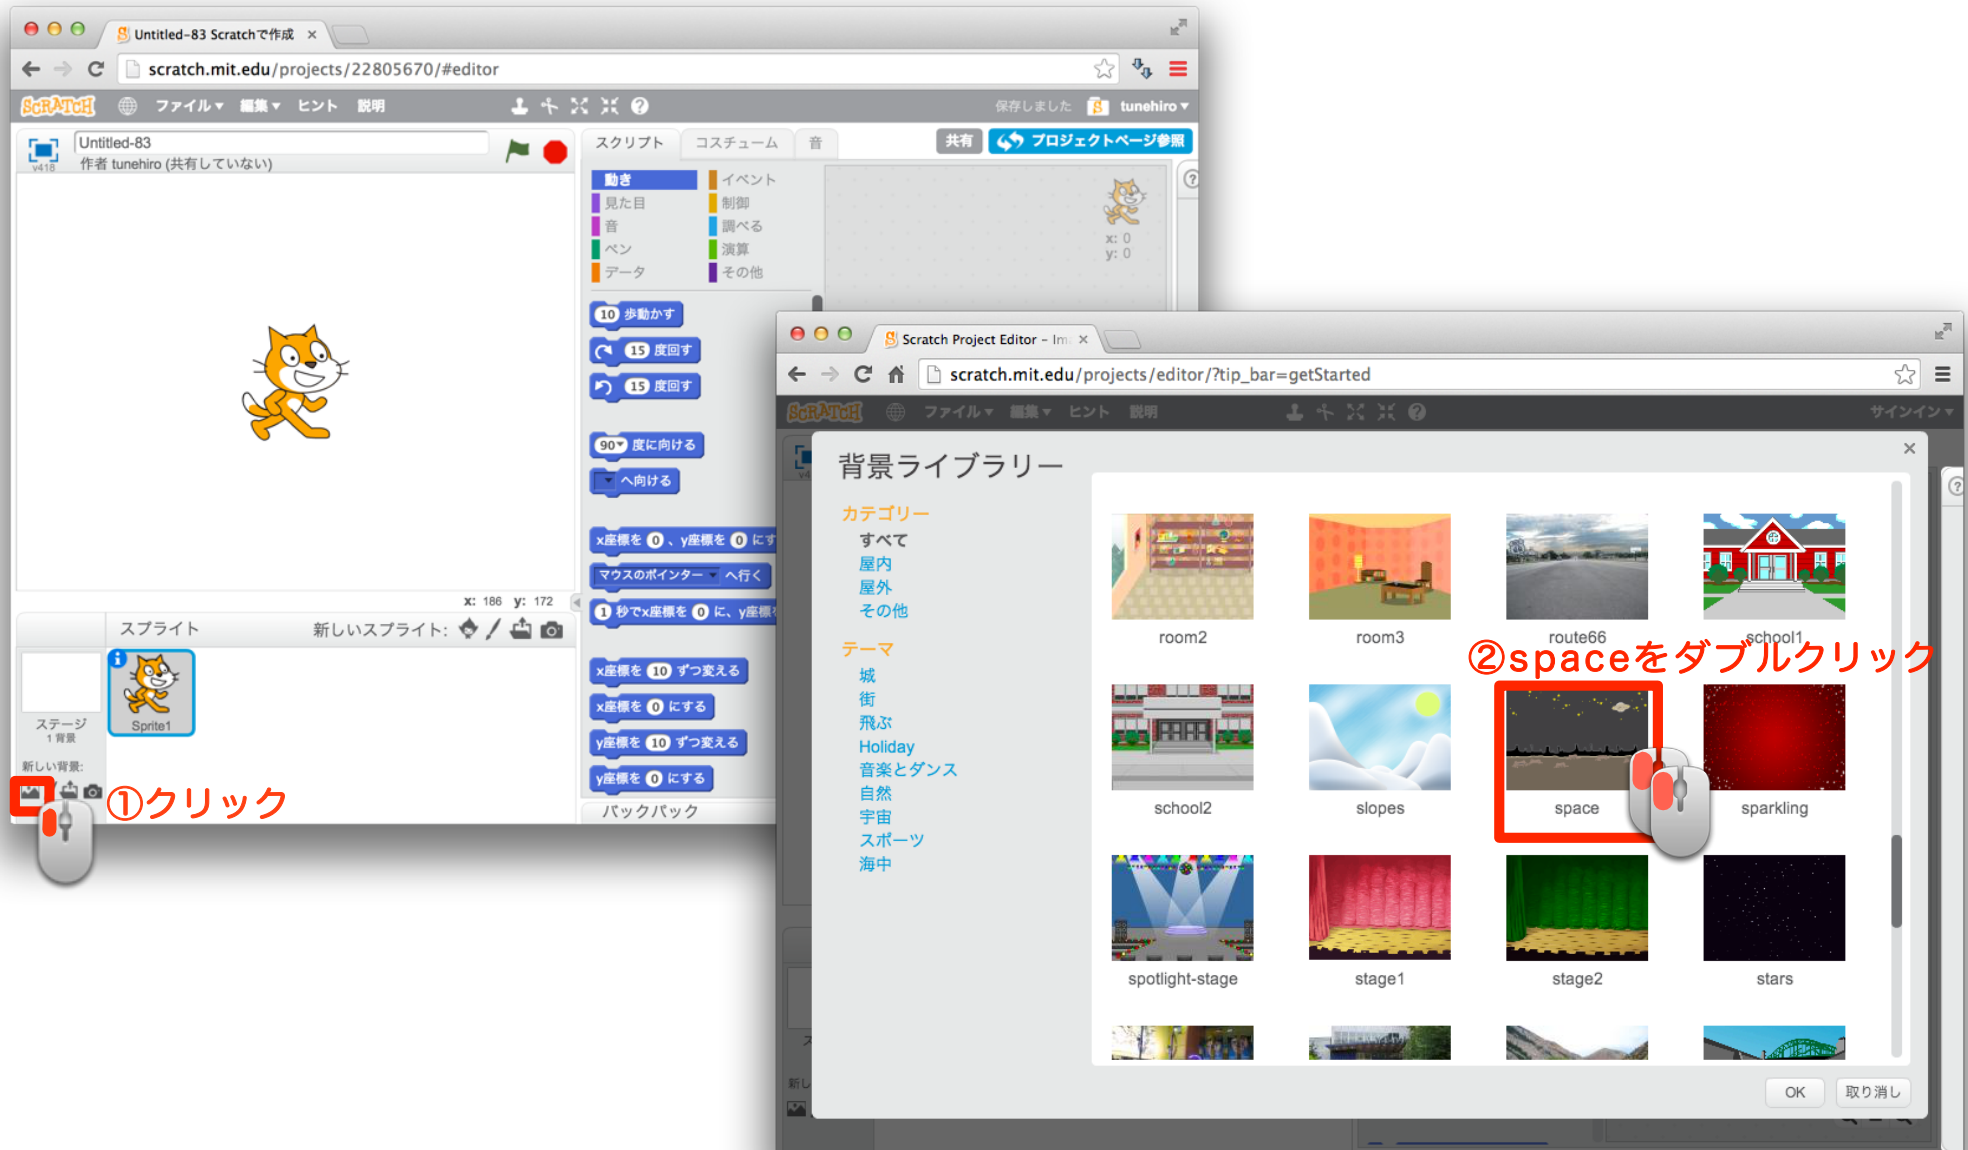 Untitled-83 Scratchで作成
scratch.mit.edu/projects/22805670/#editor
SCRATCH ファイル 編集 ヒント 説明 保存しました tunehiro
Untitled-83
作者 tunehiro (共有していない)
v418
スクリプト コスチューム 音 共有 プロジェクトページ参照
動き イベント
見た目 制御
音 調べる
ペン 演算
データ その他
x: 0
y: 0
10 歩動かす
15 度回す
15 度回す
90 度に向ける
へ向ける
x座標を 0 、y座標を 0 にす
マウスのポインター へ行く
1 秒でx座標を 0 に、y座標
x座標を 10 ずつ変える
x座標を 0 にする
y座標を 10 ずつ変える
y座標を 0 にする
バックパック
x: 186 y: 172
スプライト 新しいスプライト:
Sprite1
ステージ
1 背景
新しい背景:
①クリック
Scratch Project Editor - Im
scratch.mit.edu/projects/editor/?tip_bar=getStarted
SCRATCH ファイル 編集 ヒント 説明 サインイン
背景ライブラリー
カテゴリー
すべて
屋内
屋外
その他
テーマ
城
街
飛ぶ
Holiday
音楽とダンス
自然
宇宙
スポーツ
海中
room2 room3 route66 school1
②spaceをダブルクリック
school2 slopes space sparkling
spotlight-stage stage1 stage2 stars
OK 取り消し